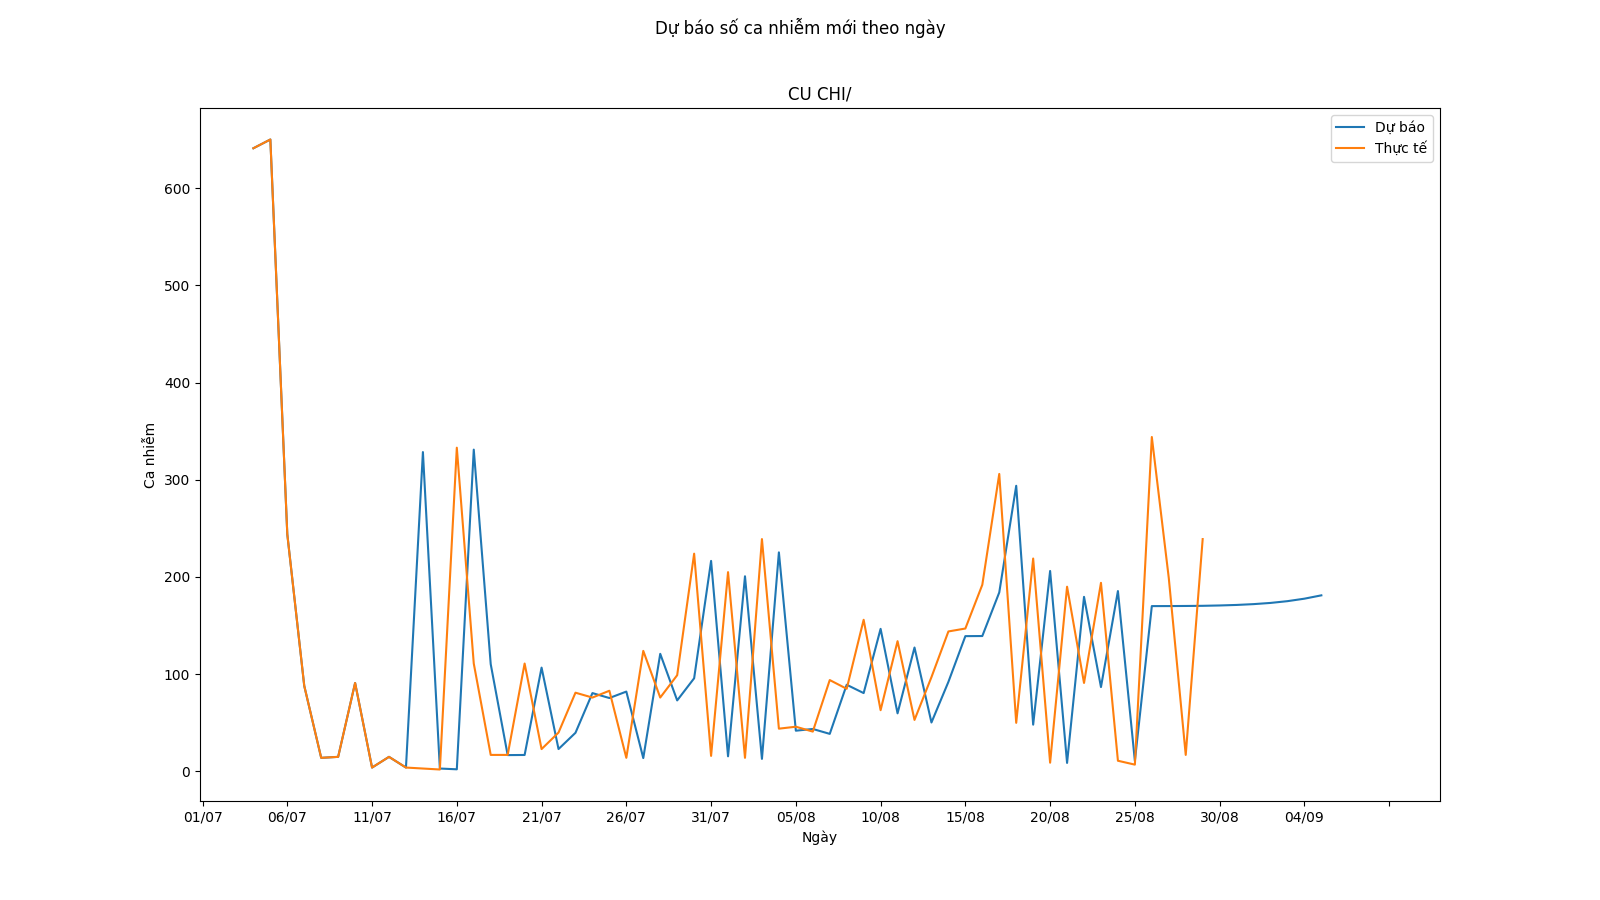 Dự báo số ca nhiễm mới theo ngày
CU CHI/
Dự báo
Thực tế
600
500
400
300
200
100
0
Ca nhiễm
01/07 06/07 11/07 16/07 21/07 26/07 31/07 05/08 10/08 15/08 20/08 25/08 30/08 04/09
Ngày